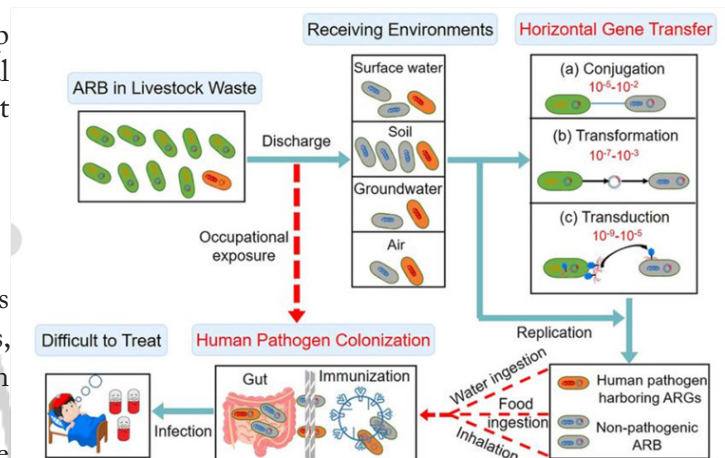 Receiving Environments
Horizontal Gene Transfer
ARB in Livestock Waste
Discharge
Occupational
exposure
Surface water
Soil
Groundwater
Air
(a) Conjugation
10-5-10-2
(b) Transformation
10-7-10-3
(c) Transduction
10-9-10-5
Replication
Difficult to Treat
Human Pathogen Colonization
Gut
Immunization
Infection
Water ingestion
Food
ingestion
Inhalation
Human pathogen
harboring ARGs
Non-pathogenic
ARB